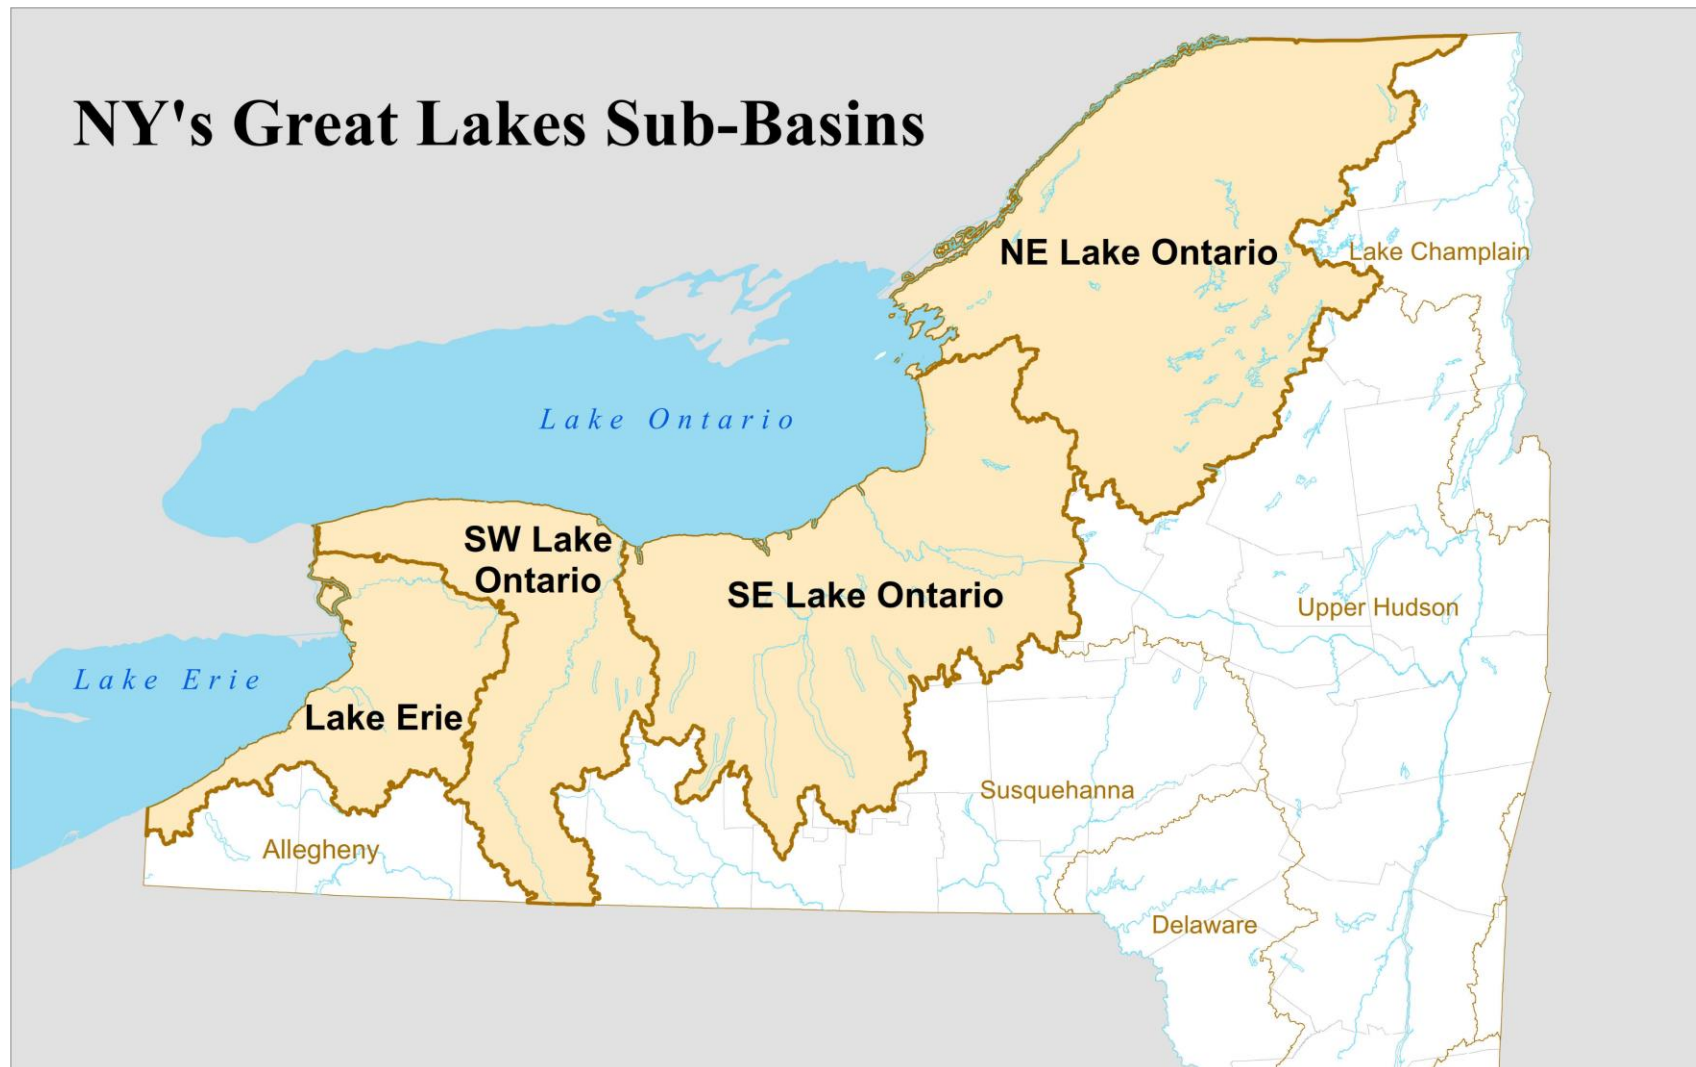 NY's Great Lakes Sub-Basins
NE Lake Ontario
Lake Champlain
Lake Ontario
SW Lake
Ontario
SE Lake Ontario
Upper Hudson
Lake Erie
Lake Erie
Susquehanna
Allegheny
Delaware